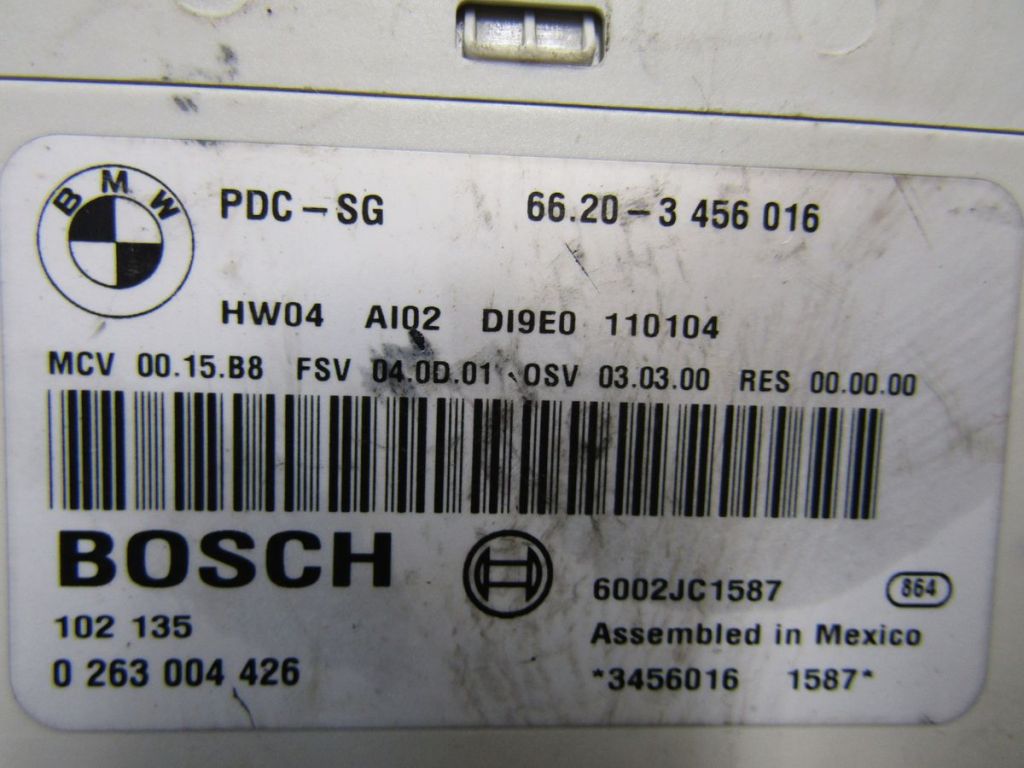 BMW
PDC – SG 66.20 – 3 456 016
HW04 AI02 DI9E0 110104
MCV 00.15.B8 FSV 04.0D.01 OSV 03.03.00 RES 00.00.00
BOSCH
6002JC1587 864
102 135
Assembled in Mexico
0 263 004 426
*3456016 1587*